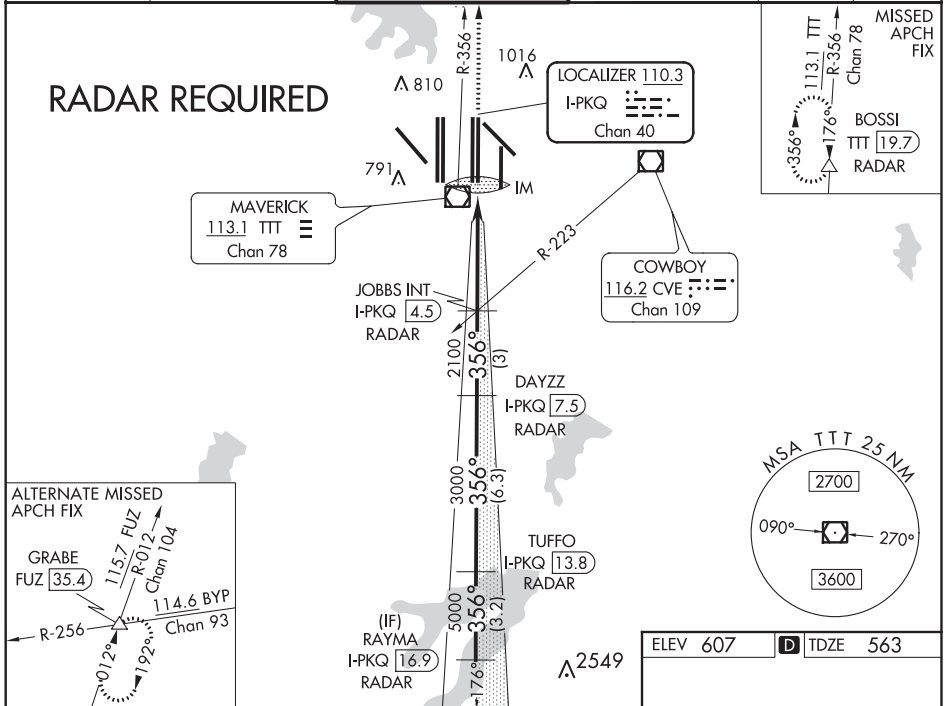 RADAR REQUIRED
810
R-356
1016
791
LOCALIZER 110.3
I-PKQ
Chan 40
IM
MISSED
APCH
FIX
113.1 TTT
R-356
Chan 78
356°
176°
BOSSI
TTT 19.7
RADAR
MAVERICK
113.1 TTT
Chan 78
R-223
COWBOY
116.2 CVE
Chan 109
JOBBS INT
I-PKQ 4.5
RADAR
2100
356°
(3)
DAYZZ
I-PKQ 7.5
RADAR
3000
356°
(6.3)
TUFFO
I-PKQ 13.8
RADAR
5000
356°
(3.2)
(IF)
RAYMA
I-PKQ 16.9
RADAR
176°
2549
MSA TTT 25 NM
2700
090°
270°
3600
ALTERNATE MISSED
APCH FIX
115.7 FUZ
R-012
Chan 104
GRABE
FUZ 35.4
114.6 BYP
Chan 93
R-256
012°
192°
ELEV 607 D TDZE 563